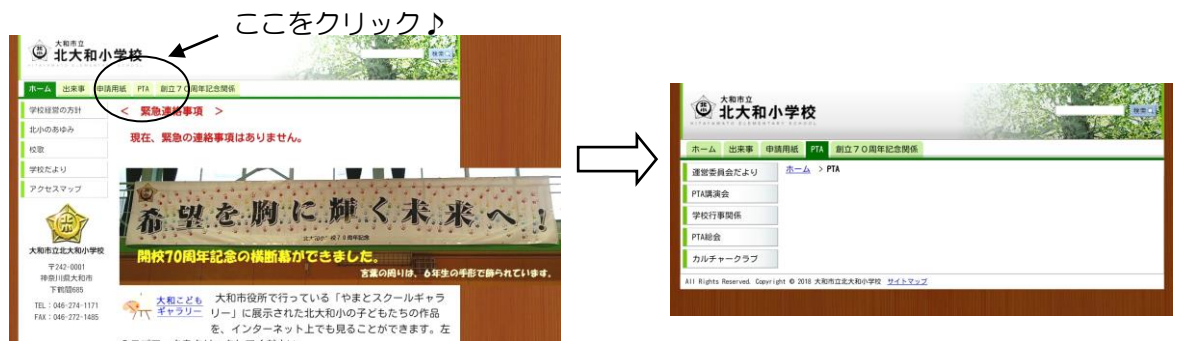 ここをクリック♪
大和市立
北大和小学校
ホーム 出来事 申請用紙 PTA 創立70周年記念関係
学校経営の方針
北小のあゆみ
校歌
学校だより
アクセスマップ
大和市立北大和小学校
〒242-0001
神奈川県大和市
下鶴間685
TEL：046-274-1171
FAX：046-272-1485
< 緊急連絡事項 >
現在、緊急の連絡事項はありません。
希望を胸に輝く未来へ！
開校70周年記念の横断幕ができました。
言葉の周りは、6年生の手形で飾られています。
大和こども
ギャラリー
大和市役所で行っている「やまとスクールギャラ
リー」に展示された北大和小の子どもたちの作品
を、インターネット上でも見ることができます。左
大和市立
北大和小学校
KITAYAMATO ELEMENTARY SCHOOL
ホーム 出来事 申請用紙 PTA 創立70周年記念関係
運営委員会だより
PTA講演会
学校行事関係
PTA総会
カルチャークラブ
ホーム > PTA
All Rights Reserved. Copyright © 2018 大和市立北大和小学校 サイトマップ